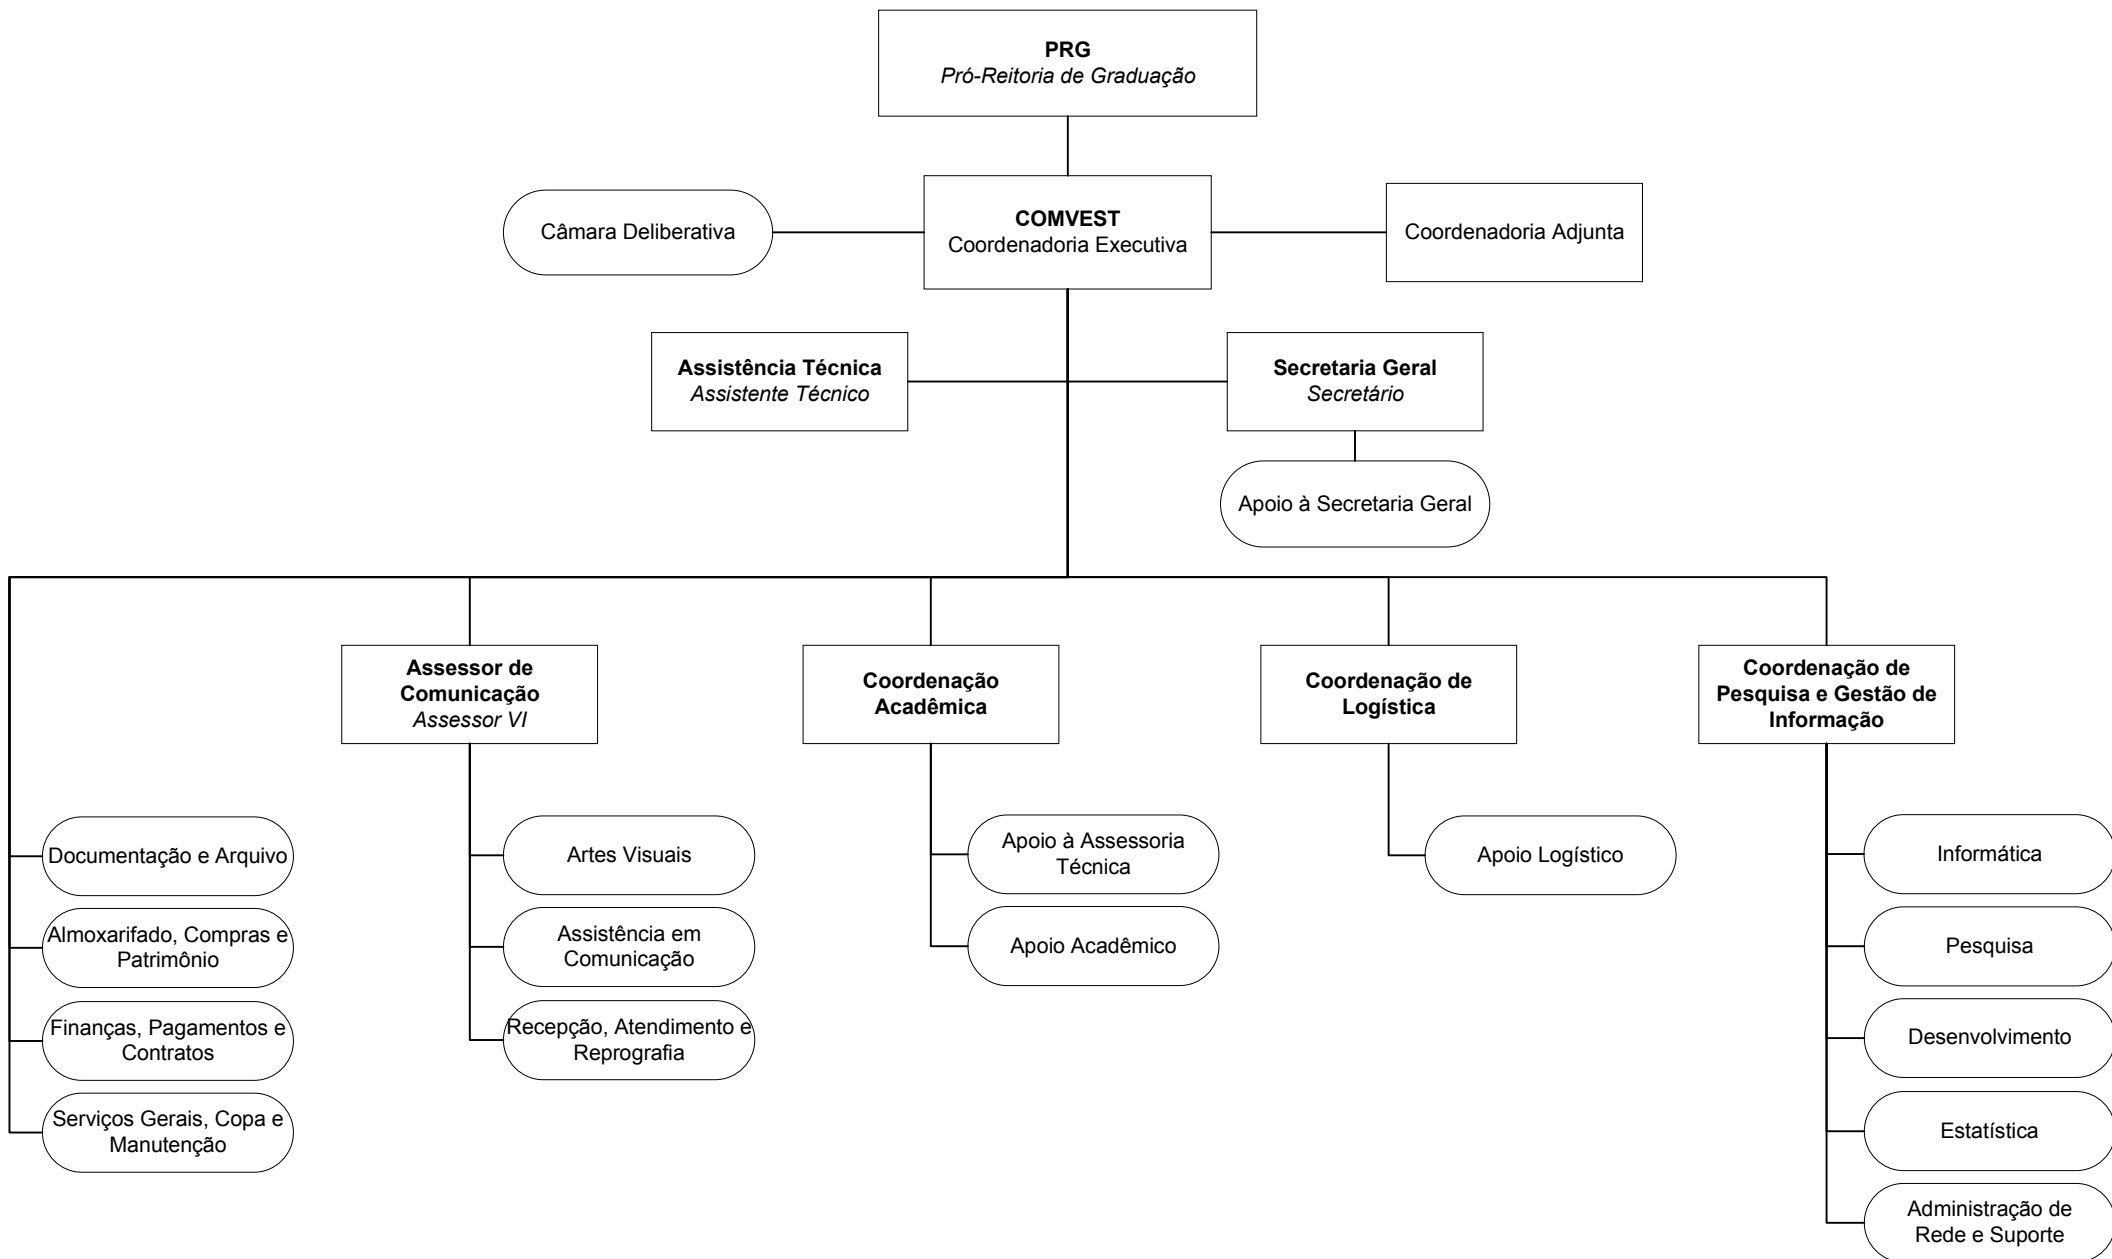 PRG
Pró-Reitoria de Graduação
Câmara Deliberativa
COMVEST
Coordenadoria Executiva
Coordenadoria Adjunta
Assistência Técnica
Assistente Técnico
Secretaria Geral
Secretário
Apoio à Secretaria Geral
Assessor de
Comunicação
Assessor VI
Coordenação
Acadêmica
Coordenação de
Logística
Coordenação de
Pesquisa e Gestão de
Informação
Documentação e Arquivo
Almoxarifado, Compras e
Patrimônio
Finanças, Pagamentos e
Contratos
Serviços Gerais, Copa e
Manutenção
Artes Visuais
Assistência em
Comunicação
Recepção, Atendimento e
Reprografia
Apoio à Assessoria
Técnica
Apoio Acadêmico
Apoio Logístico
Informática
Pesquisa
Desenvolvimento
Estatística
Administração de
Rede e Suporte